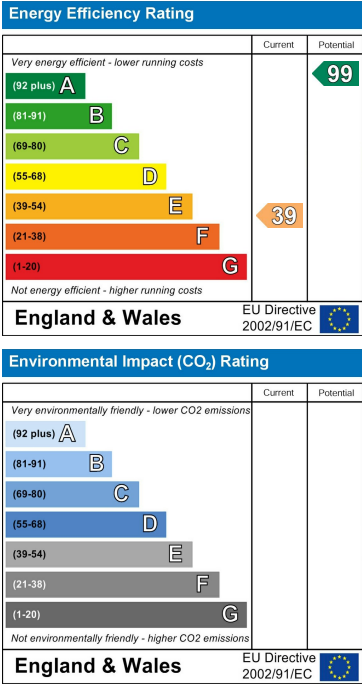 Energy Efficiency Rating
Current Potential
Very energy efficient - lower running costs
(92 plus) A
99
(81-91) B
(69-80) C
(55-68) D
(39-54) E
39
(21-38) F
(1-20) G
Not energy efficient - higher running costs
England & Wales
EU Directive
2002/91/EC
Environmental Impact (CO₂) Rating
Current Potential
Very environmentally friendly - lower CO2 emissions
(92 plus) A
(81-91) B
(69-80) C
(55-68) D
(39-54) E
(21-38) F
(1-20) G
Not environmentally friendly - higher CO2 emissions
England & Wales
EU Directive
2002/91/EC